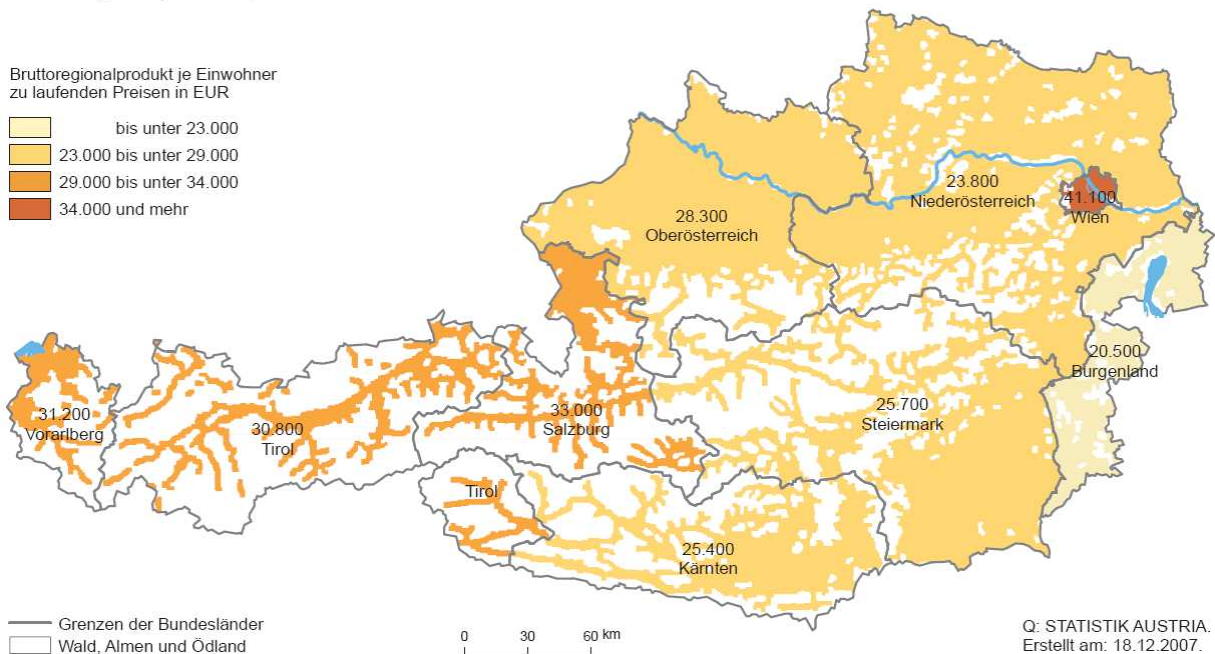 Bruttoregionalprodukt je Einwohner
zu laufenden Preisen in EUR
bis unter 23.000
23.000 bis unter 29.000
29.000 bis unter 34.000
34.000 und mehr
23.800
Niederösterreich
41.100
Wien
28.300
Oberösterreich
20.500
Burgenland
31.200
Vorarlberg
30.800
Tirol
33.000
Salzburg
25.700
Steiermark
Tirol
25.400
Kärnten
Grenzen der Bundesländer
Wald, Almen und Ödland
0 30 60 km
Q: STATISTIK AUSTRIA.
Erstellt am: 18.12.2007.